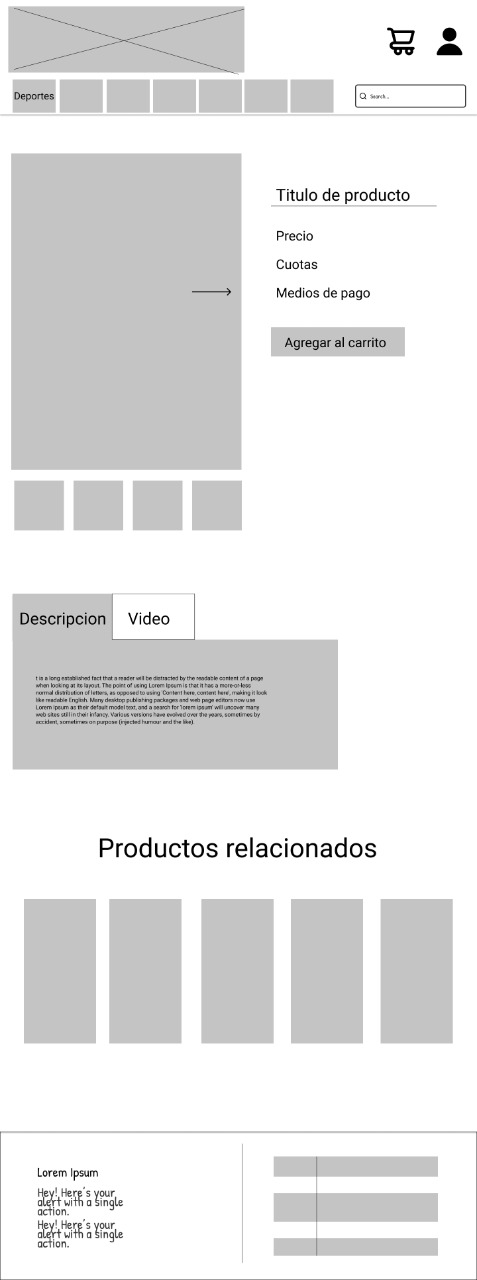 Deportes
Search...
Titulo de producto
Precio
Cuotas
Medios de pago
Agregar al carrito
Descripcion
Video
t is a long established fact that a reader will be distracted by the readable content of a page
when looking at its layout. The point of using Lorem Ipsum is that it has a more-or-less
normal distribution of letters, as opposed to using 'Content here, content here', making it look
like readable English. Many desktop publishing packages and web page editors now use
Lorem Ipsum as their default model text, and a search for 'lorem ipsum' will uncover many
web sites still in their infancy. Various versions have evolved over the years, sometimes by
accident, sometimes on purpose (injected humour and the like).
Productos relacionados
Lorem Ipsum
Hey! Here's your
alert with a single
action.
Hey! Here's your
alert with a single
action.